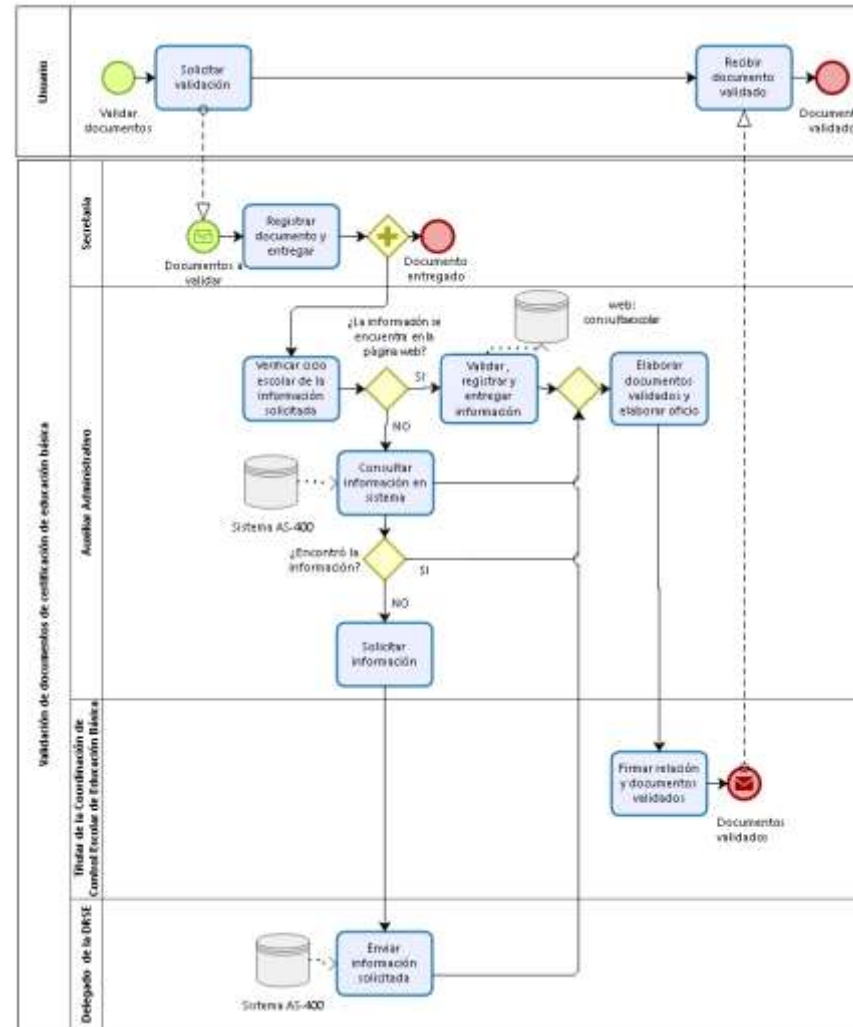 Usuario
Validar
documentos
Solicitar
validación
Recibir
documento
validado
Document
validado
Validación de documentos de certificación de educación básica
Secretaria
Documentos a
validar
Registrar
documento y
entregar
Documento
entregado
Auxiliar Administrativo
¿La información se
encuentra en la
página web?
web:
consultaescolar
Verificar ciclo
escolar de la
información
solicitada
SI
Validar,
registrar y
entregar
información
Elaborar
documentos
validados y
elaborar oficio
NO
Consultar
información en
sistema
Sistema AS-400
¿Encontró la
información?
SI
NO
Solicitar
información
Titular de la Coordinación de
Control Escolar de Educación Básica
Firmar relación
y documentos
validados
Documentos
validados
Delegado de la DRSE
Enviar
información
solicitada
Sistema AS-400